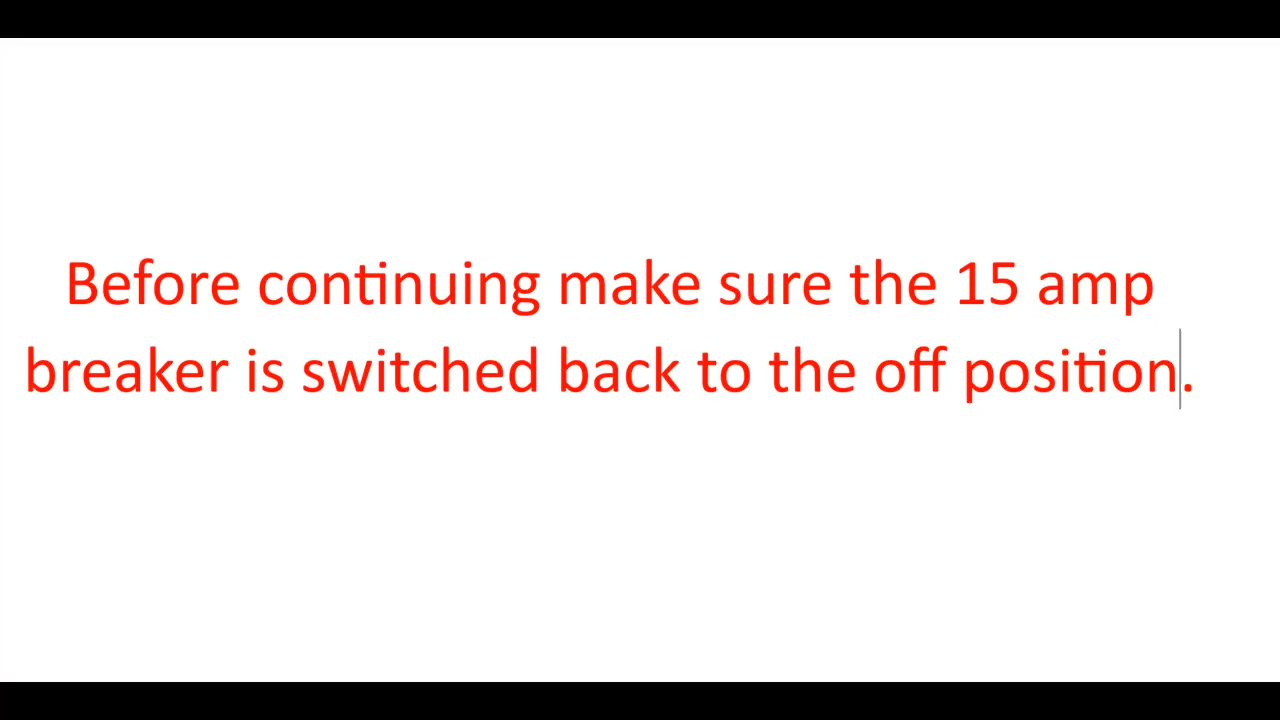 Before continuing make sure the 15 amp
breaker is switched back to the off position.